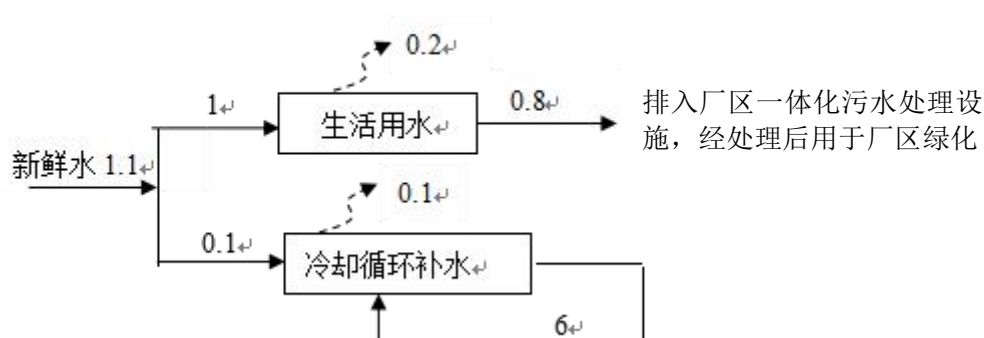 0.2↵
1↵
生活用水↵
0.8↵
排入厂区一体化污水处理设
施，经处理后用于厂区绿化
新鲜水 1.1↵
0.1↵
0.1↵
冷却循环补水↵
6↵